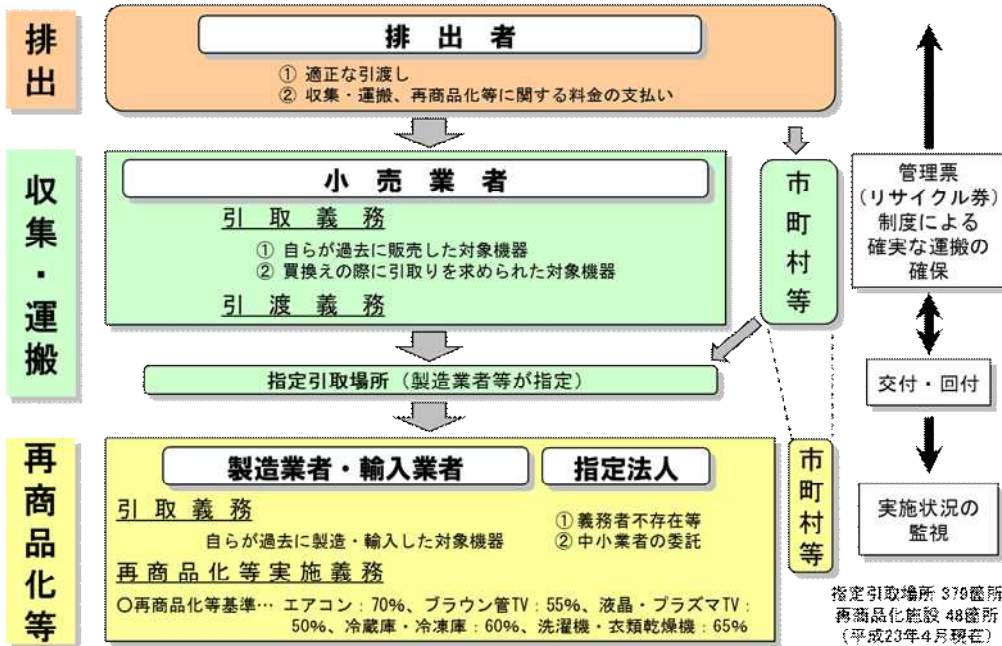 排出
排出者
① 適正な引渡し
② 収集・運搬、再商品化等に関する料金の支払い
収集・運搬
小売業者
引取義務
① 自らが過去に販売した対象機器
② 買換えの際に引取りを求められた対象機器
引渡義務
市町村等
管理票
(リサイクル券)
制度による
確実な運搬の
確保
指定引取場所（製造業者等が指定）
交付・回付
再商品化等
製造業者・輸入業者
指定法人
引取義務
自らが過去に製造・輸入した対象機器
① 義務者不存在等
② 中小業者の委託
再商品化等実施義務
○再商品化等基準… エアコン：70%、ブラウン管TV：55%、液晶・プラズマTV：
50%、冷蔵庫・冷凍庫：60%、洗濯機・衣類乾燥機：65%
市町村等
実施状況の
監視
指定引取場所 379箇所
再商品化施設 48箇所
(平成23年4月現在)